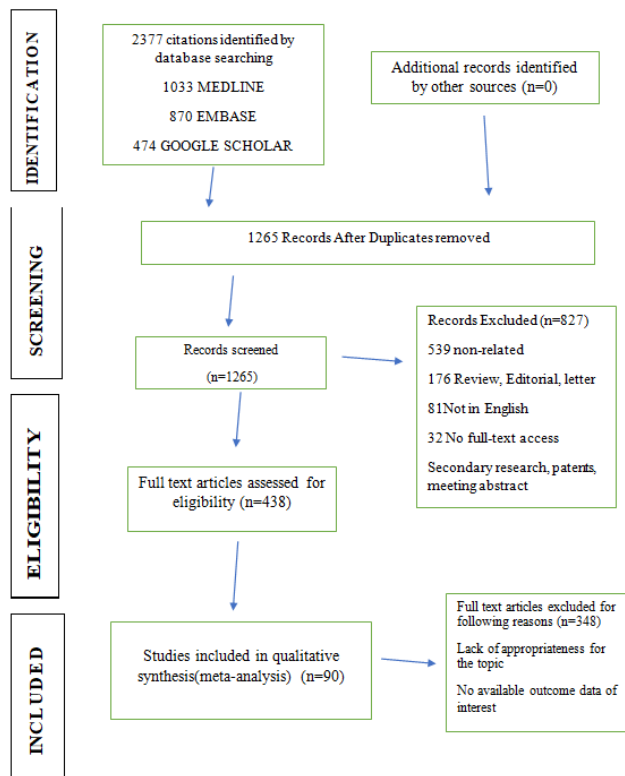 IDENTIFICATION
2377 citations identified by
database searching
1033 MEDLINE
870 EMBASE
474 GOOGLE SCHOLAR
Additional records identified
by other sources (n=0)
SCREENING
1265 Records After Duplicates removed
Records screened
(n=1265)
Records Excluded (n=827)
539 non-related
176 Review, Editorial, letter
81Not in English
32 No full-text access
Secondary research, patents,
meeting abstract
ELIGIBILITY
Full text articles assessed for
eligibility (n=438)
INCLUDED
Studies included in qualitative
synthesis(meta-analysis) (n=90)
Full text articles excluded for
following reasons (n=348)
Lack of appropriateness for
the topic
No available outcome data of
interest